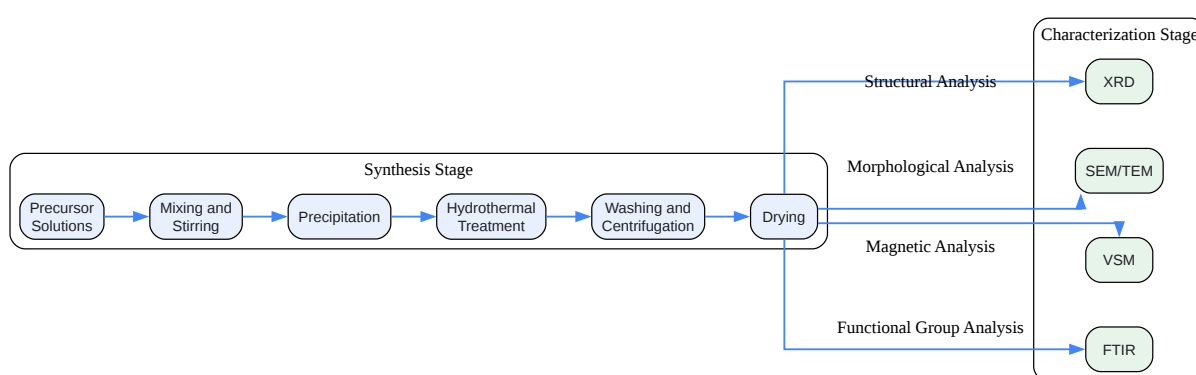 Characterization Stage
Structural Analysis
XRD
Synthesis Stage
Morphological Analysis
SEM/TEM
Precursor
Solutions
Mixing and
Stirring
Precipitation
Hydrothermal
Treatment
Washing and
Centrifugation
Drying
Magnetic Analysis
VSM
Functional Group Analysis
FTIR